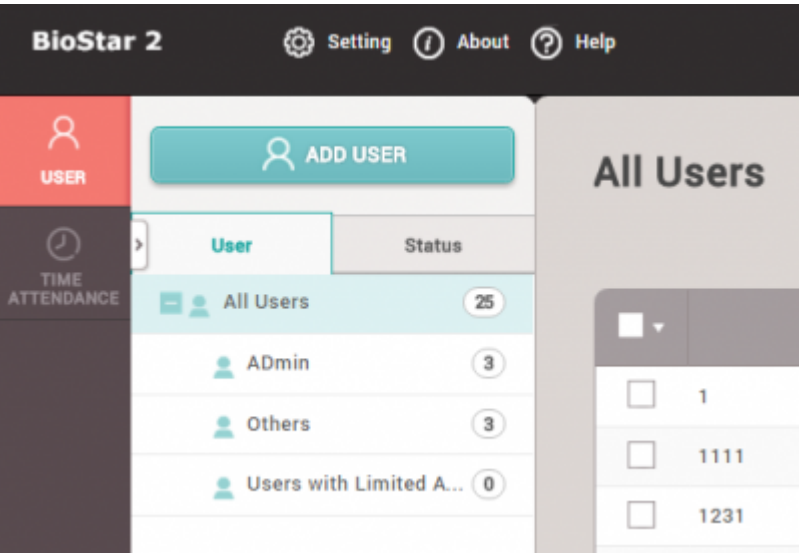 BioStar 2 Setting About Help
USER
ADD USER
All Users
TIME
ATTENDANCE
User Status
All Users 25
ADmin 3
Others 3
Users with Limited A... 0
1
1111
1231